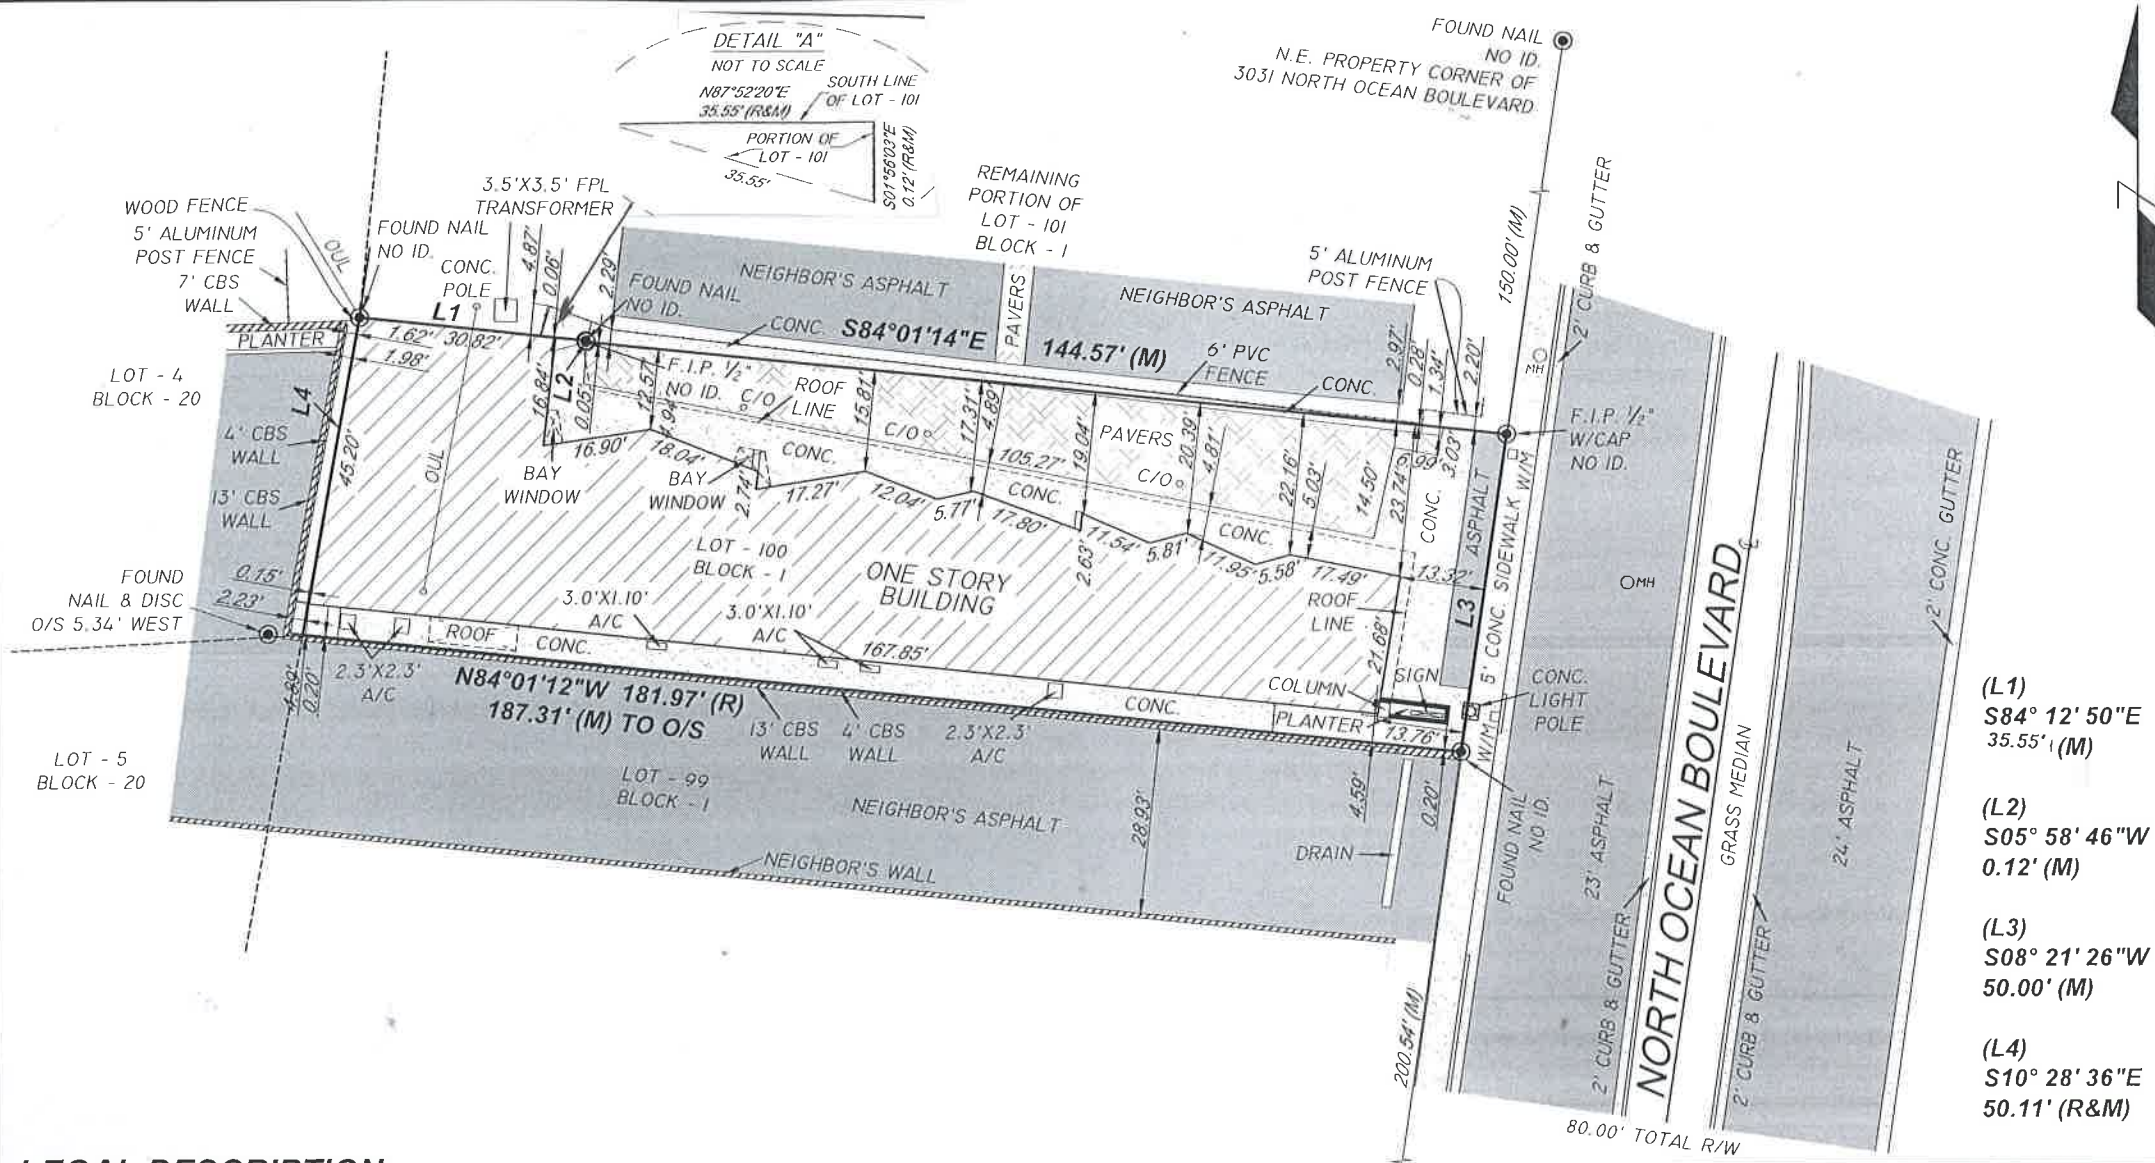 DETAIL "A"
NOT TO SCALE
N87°52'20"E
35.55' (R&M)
SOUTH LINE
OF LOT - 101
PORTION OF
LOT - 101
35.55'
S01°56'03"E
0.12' (R&M)
FOUND NAIL
NO ID.
N.E. PROPERTY CORNER OF
3031 NORTH OCEAN BOULEVARD
150.00' (M)
2' CURB & GUTTER
WOOD FENCE
5' ALUMINUM
POST FENCE
7' CBS
WALL
OUL
FOUND NAIL
NO ID.
CONC.
POLE
3.5'X3.5' FPL
TRANSFORMER
4.87'
0.06'
2.29'
FOUND NAIL
NO ID.
NEIGHBOR'S ASPHALT
REMAINING
PORTION OF
LOT - 101
BLOCK - 1
PAVERS
NEIGHBOR'S ASPHALT
5' ALUMINUM
POST FENCE
PLANTER
L1
1.62'
30.82'
1.98'
CONC.
S84°01'14"E
144.57' (M)
6' PVC
FENCE
CONC.
2.97'
0.28'
1.34'
2.20'
MH
LOT - 4
BLOCK - 20
L4
45.20'
4' CBS
WALL
13' CBS
WALL
OUL
16.84'
L2
0.05'
12.57'
4.94'
F.I.P. 1/2"
NO ID.
C/O
ROOF
LINE
15.81'
C/O
17.31'
4.89'
19.04'
PAVERS
C/O
20.39'
4.81'
22.16'
5.03'
14.50'
23.74'
6.99'
3.03'
CONC.
F.I.P. 1/2"
W/CAP
NO ID.
WM
16.90'
18.04'
BAY
WINDOW
BAY
WINDOW
2.74'
CONC.
17.27'
105.27'
12.04'
5.77'
CONC.
17.80'
2.63'
11.54'
5.81'
CONC.
11.95'
5.58'
17.49'
13.32'
ASPHALT
L3
5' CONC. SIDEWALK
LOT - 100
BLOCK - 1
ONE STORY
BUILDING
ROOF
LINE
21.68'
FOUND
NAIL & DISC
O/S 5.34' WEST
0.15'
2.23'
3.0'X1.10'
A/C
3.0'X1.10'
A/C
ROOF
CONC.
167.85'
4.89'
0.20'
2.3'X2.3'
A/C
N84°01'12"W 181.97' (R)
187.31' (M) TO O/S
13' CBS
WALL
4' CBS
WALL
2.3'X2.3'
A/C
CONC.
COLUMN
SIGN
PLANTER
13.76'
WM
CONC.
LIGHT
POLE
LOT - 5
BLOCK - 20
LOT - 99
BLOCK - 1
NEIGHBOR'S ASPHALT
NEIGHBOR'S WALL
28.93'
4.59'
0.20'
DRAIN
FOUND NAIL
NO ID.
200.54' (M)
MH
23' ASPHALT
2' CURB & GUTTER
NORTH OCEAN BOULEVARD
GRASS MEDIAN
2' CURB & GUTTER
24' ASPHALT
2' CONC. GUTTER
80.00' TOTAL R/W
(L1)
S84° 12' 50"E
35.55' (M)
(L2)
S05° 58' 46"W
0.12' (M)
(L3)
S08° 21' 26"W
50.00' (M)
(L4)
S10° 28' 36"E
50.11' (R&M)
LEGAL DESCRIPTION